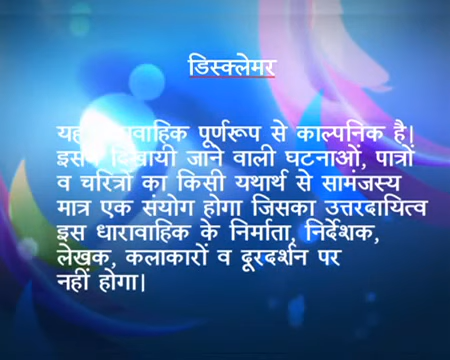 डिस्क्लेमर
यह धारावाहिक पूर्णरूप से काल्पनिक है।
इसमें दिखायी जाने वाली घटनाओं, पात्रों
व चरित्रों का किसी यथार्थ से सामंजस्य
मात्र एक संयोग होगा जिसका उत्तरदायित्व
इस धारावाहिक के निर्माता, निर्देशक,
लेखक, कलाकारों व दूरदर्शन पर
नहीं होगा।